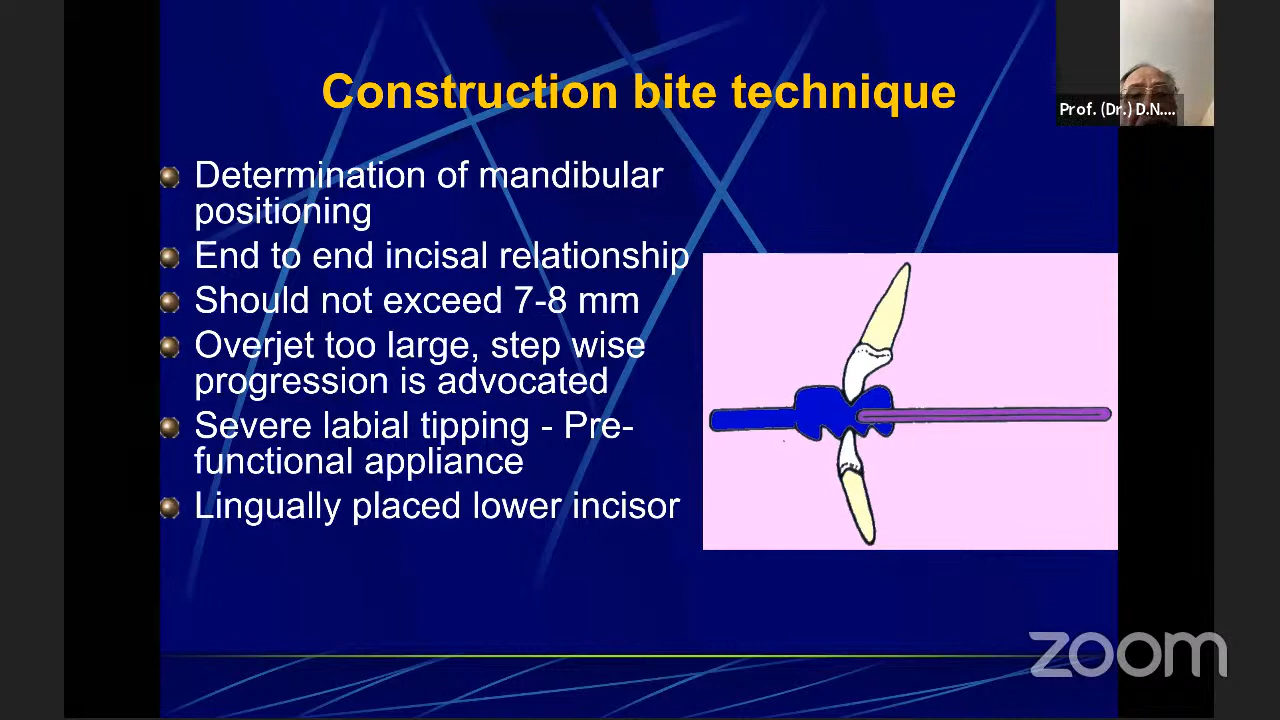 Construction bite technique
Prof. (Dr.) D.N....
Determination of mandibular
positioning
End to end incisal relationship
Should not exceed 7-8 mm
Overjet too large, step wise
progression is advocated
Severe labial tipping - Pre-
functional appliance
Lingually placed lower incisor
zoom